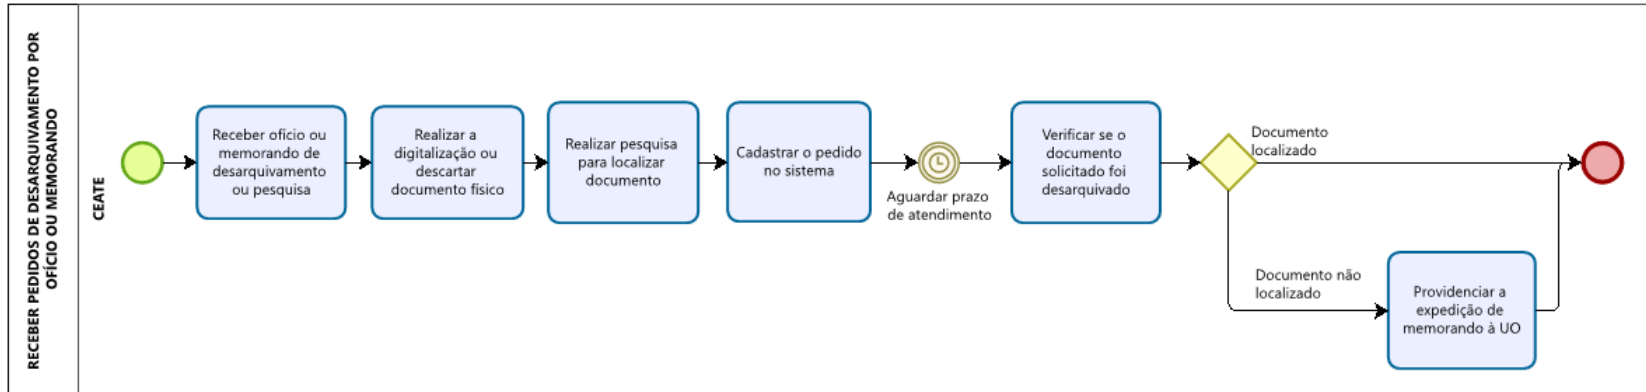 RECEBER PEDIDOS DE DESARQUIVAMENTO POR
OFÍCIO OU MEMORANDO
CEATE
Receber ofício ou
memorando de
desarquivamento
ou pesquisa
Realizar a
digitalização ou
descartar
documento físico
Realizar pesquisa
para localizar
documento
Cadastrar o pedido
no sistema
Aguardar prazo
de atendimento
Verificar se o
documento
solicitado foi
desarquivado
Documento
localizado
Documento não
localizado
Providenciar a
expedição de
memorando à UO